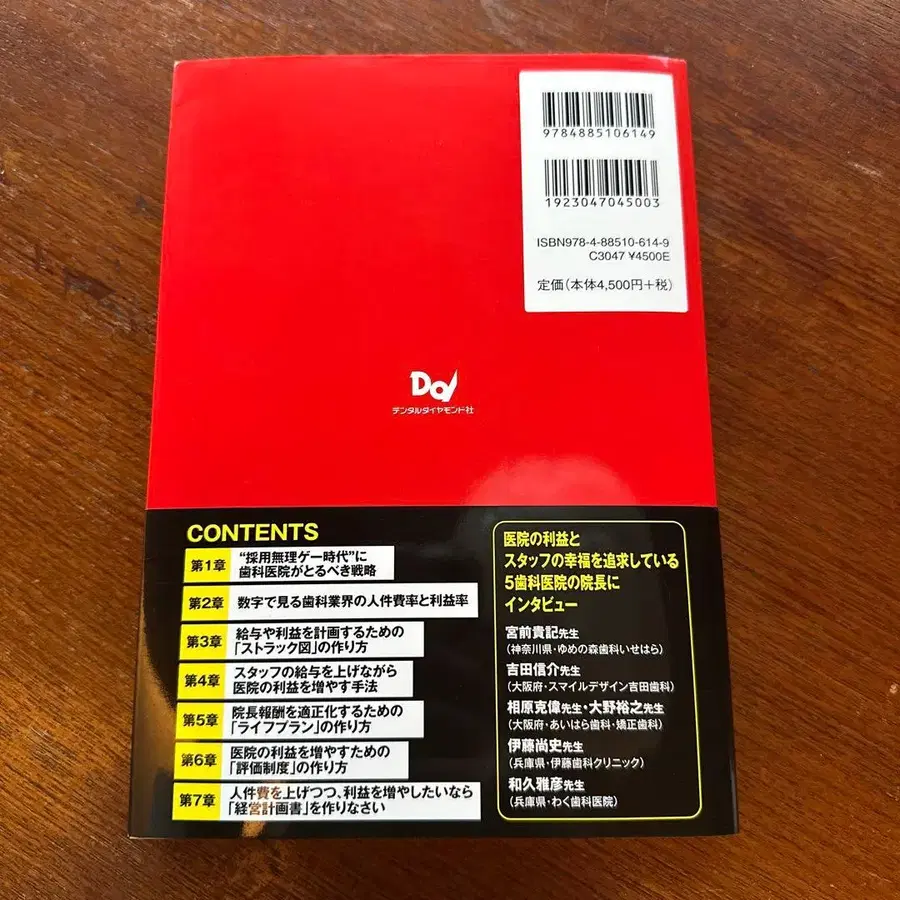 9784885106149
1923047045003
ISBN978-4-88510-614-9
C3047 ¥4500E
定価(本体4,500円+税)
DD
デンタルダイヤモンド社
CONTENTS
第1章 “採用無理ゲー時代”に
歯科医院がとるべき戦略
第2章 数字で見る歯科業界の人件費率と利益率
第3章 給与や利益を計画するための
「ストラック図」の作り方
第4章 スタッフの給与を上げながら
医院の利益を増やす手法
第5章 院長報酬を適正化するための
「ライフプラン」の作り方
第6章 医院の利益を増やすための
「評価制度」の作り方
第7章 人件費を上げつつ、利益を増やしたいなら
「経営計画書」を作りなさい
医院の利益と
スタッフの幸福を追求している
5歯科医院の院長に
インタビュー
宮前貴記先生
(神奈川県・ゆめの森歯科いせはら)
吉田信介先生
(大阪府・スマイルデザイン吉田歯科)
相原克偉先生・大野裕之先生
(大阪府・あいはら歯科・矯正歯科)
伊藤尚史先生
(兵庫県・伊藤歯科クリニック)
和久雅彦先生
(兵庫県・わく歯科医院)